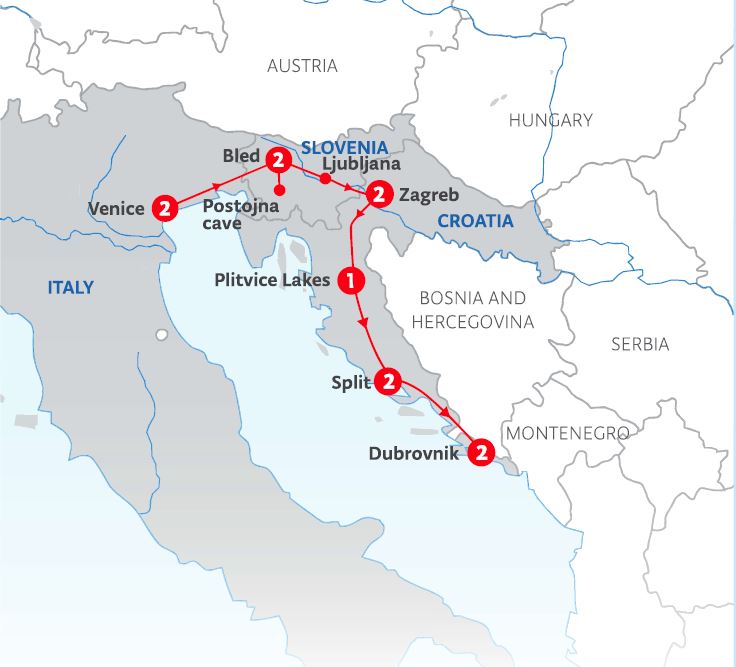 AUSTRIA
HUNGARY
SLOVENIA
Bled
2
Ljubljana
Venice
2
Postojna
cave
2
Zagreb
CROATIA
ITALY
Plitvice Lakes
1
BOSNIA AND
HERCEGOVINA
SERBIA
Split
2
MONTENEGRO
Dubrovnik
2